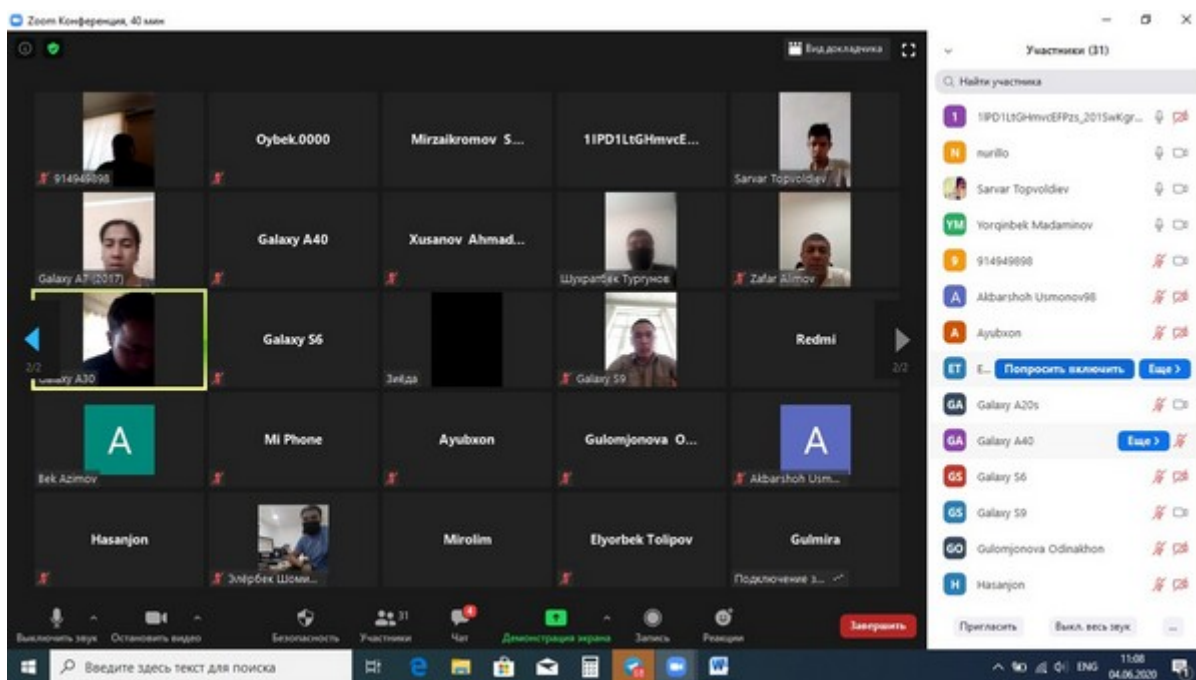 Zoom Конференция, 40 мин
Вид докладчика
Участники (31)
Найти участника
914949898
Oybek.0000
Mirzaikromov S...
1IPD1LtGHmvcE...
Sarvar Topvoldiev
Galaxy A7 (2017)
Galaxy A40
Xusanov Ahmad...
Шухратбек Тургунов
Zafar Alimov
2/2
Galaxy A30
Galaxy S6
Зиёда
Galaxy S9
Redmi
2/2
A
Bek Azimov
Mi Phone
Ayubxon
Gulomjonova O...
A
Akbarshoh Usm...
Hasanjon
Элёрбек Шоми...
Mirolim
Elyorbek Tolipov
Gulmira
Подключение з...
1 1IPD1LtGHmvcEFPzs_201SwKgr...
N nurillo
Sarvar Topvoldiev
YM Yorqinbek Madaminov
9 914949898
A Akbarshoh Usmonov98
A Ayubxon
ET E... Попросить включить Еще >
GA Galaxy A20s
GA Galaxy A40 Еще >
GS Galaxy S6
GS Galaxy S9
GO Gulomjonova Odinakhon
H Hasanjon
Выключить звук
Остановить видео
Безопасность
31
Участники
4
Чат
Демонстрация экрана
Запись
Реакции
Завершить
Пригласить
Выкл. весь звук
...
Введите здесь текст для поиска
ENG
11:08
04.06.2020